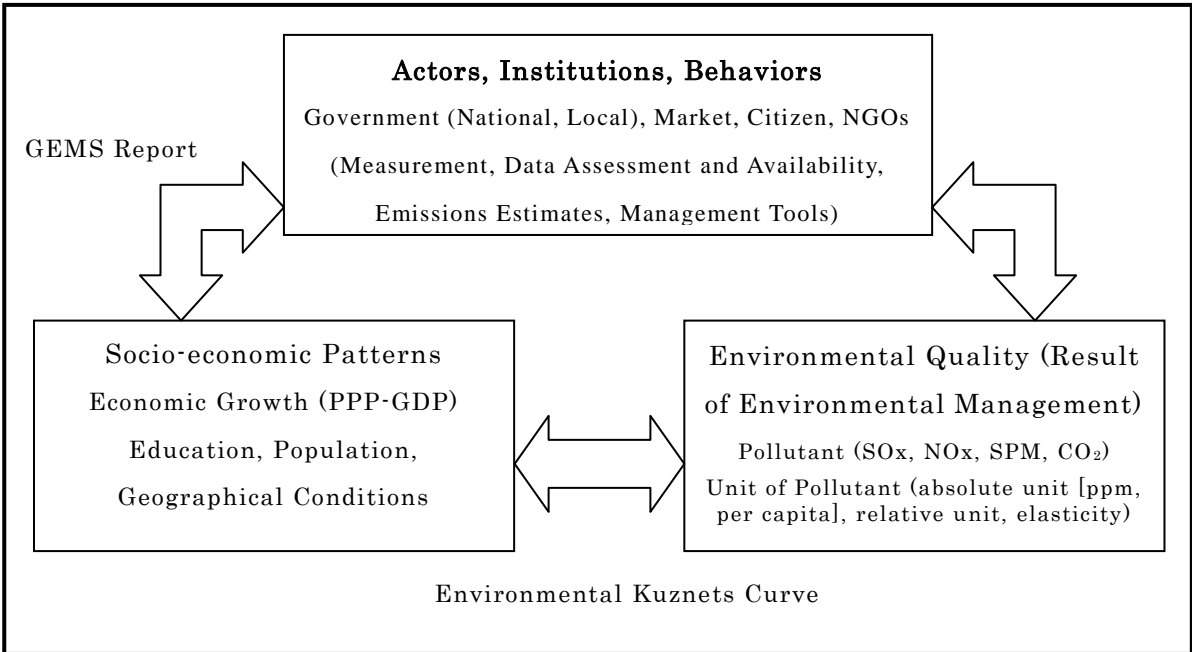 Actors, Institutions, Behaviors
Government (National, Local), Market, Citizen, NGOs
(Measurement, Data Assessment and Availability,
Emissions Estimates, Management Tools)
GEMS Report
Socio-economic Patterns
Economic Growth (PPP-GDP)
Education, Population,
Geographical Conditions
Environmental Quality (Result
of Environmental Management)
Pollutant (SOx, NOx, SPM, CO₂)
Unit of Pollutant (absolute unit [ppm,
per capita], relative unit, elasticity)
Environmental Kuznets Curve